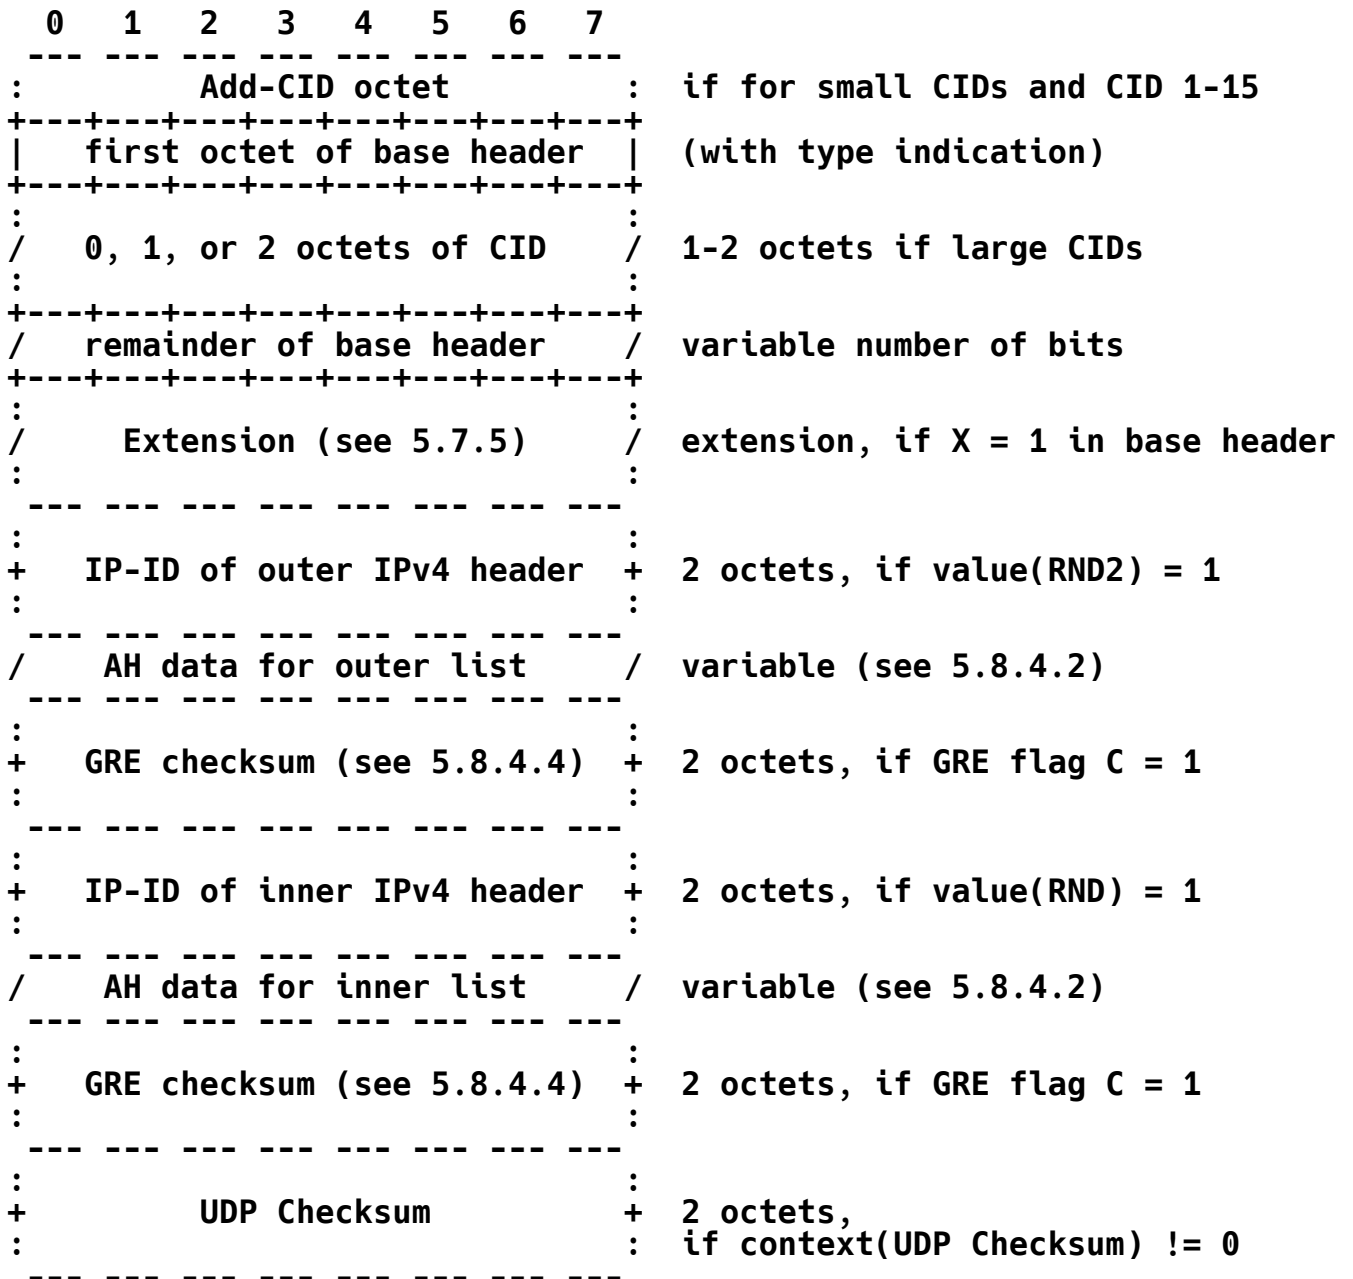 0   1   2   3   4   5   6   7
 --- --- --- --- --- --- --- ---
:         Add-CID octet         :  if for small CIDs and CID 1-15
+---+---+---+---+---+---+---+---+
|   first octet of base header  |  (with type indication)
+---+---+---+---+---+---+---+---+
:                               :
/   0, 1, or 2 octets of CID    /  1-2 octets if large CIDs
:                               :
+---+---+---+---+---+---+---+---+
/   remainder of base header    /  variable number of bits
+---+---+---+---+---+---+---+---+
:                               :
/     Extension (see 5.7.5)     /  extension, if X = 1 in base header
:                               :
 --- --- --- --- --- --- --- ---
:                               :
+   IP-ID of outer IPv4 header  +  2 octets, if value(RND2) = 1
:                               :
 --- --- --- --- --- --- --- ---
/    AH data for outer list     /  variable (see 5.8.4.2)
 --- --- --- --- --- --- --- ---
:                               :
+   GRE checksum (see 5.8.4.4)  +  2 octets, if GRE flag C = 1
:                               :
 --- --- --- --- --- --- --- ---
:                               :
+   IP-ID of inner IPv4 header  +  2 octets, if value(RND) = 1
:                               :
 --- --- --- --- --- --- --- ---
/    AH data for inner list     /  variable (see 5.8.4.2)
 --- --- --- --- --- --- --- ---
:                               :
+   GRE checksum (see 5.8.4.4)  +  2 octets, if GRE flag C = 1
:                               :
 --- --- --- --- --- --- --- ---
:                               :
+         UDP Checksum          +  2 octets,
:                               :  if context(UDP Checksum) != 0
 --- --- --- --- --- --- --- ---